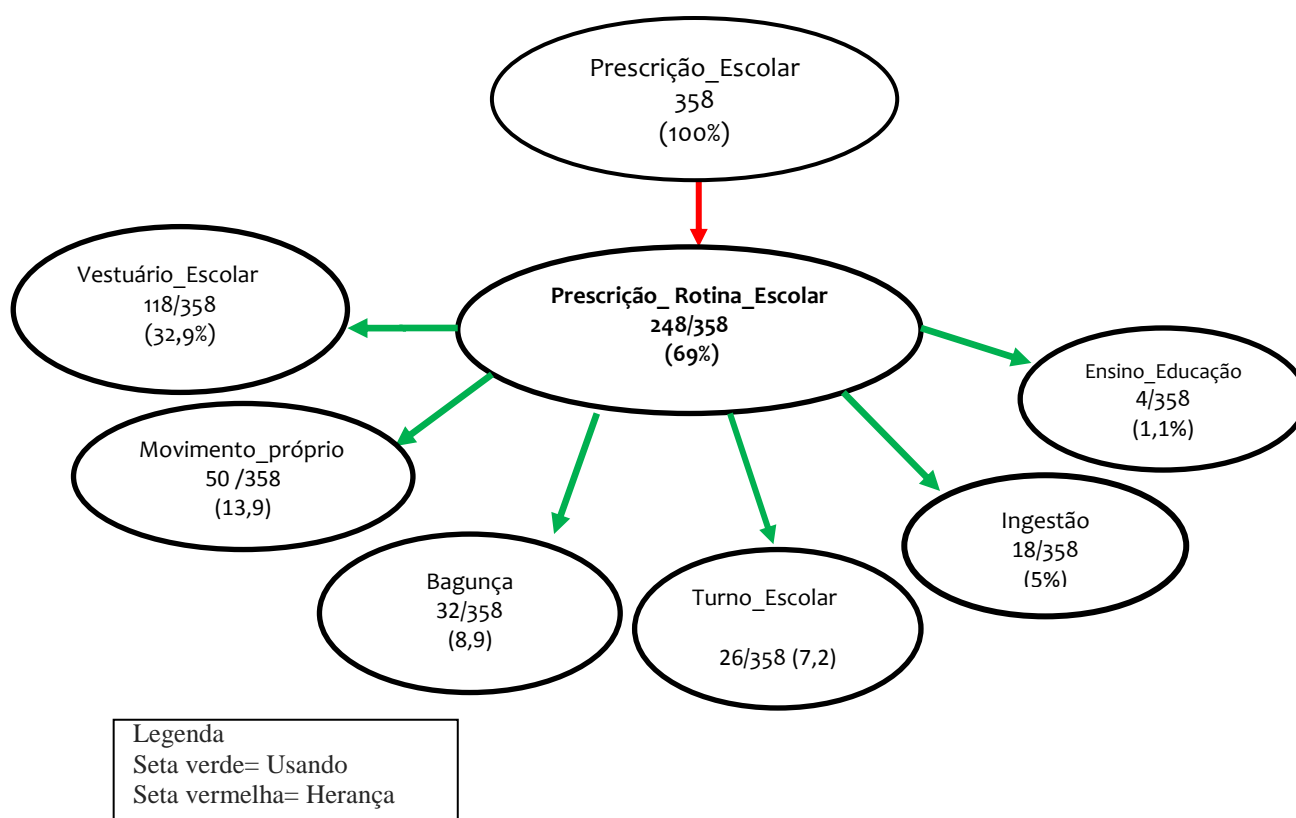 Prescrição_Escolar
358
(100%)
Vestuário_Escolar
118/358
(32,9%)
Prescrição_ Rotina_Escolar
248/358
(69%)
Ensino_Educação
4/358
(1,1%)
Movimento_próprio
50 /358
(13,9)
Ingestão
18/358
(5%)
Bagunça
32/358
(8,9)
Turno_Escolar
26/358 (7,2)
Legenda
Seta verde= Usando
Seta vermelha= Herança